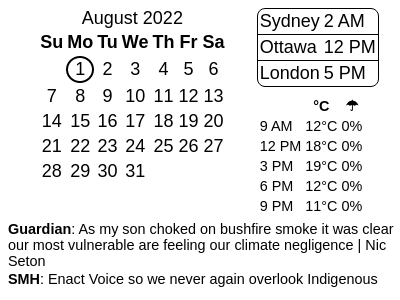 August 2022
Su Mo Tu We Th Fr Sa
1 2 3 4 5 6
7 8 9 10 11 12 13
14 15 16 17 18 19 20
21 22 23 24 25 26 27
28 29 30 31
Sydney 2 AM
Ottawa 12 PM
London 5 PM
°C ☂
9 AM 12°C 0%
12 PM 18°C 0%
3 PM 19°C 0%
6 PM 12°C 0%
9 PM 11°C 0%
Guardian: As my son choked on bushfire smoke it was clear
our most vulnerable are feeling our climate negligence | Nic
Seton
SMH: Enact Voice so we never again overlook Indigenous